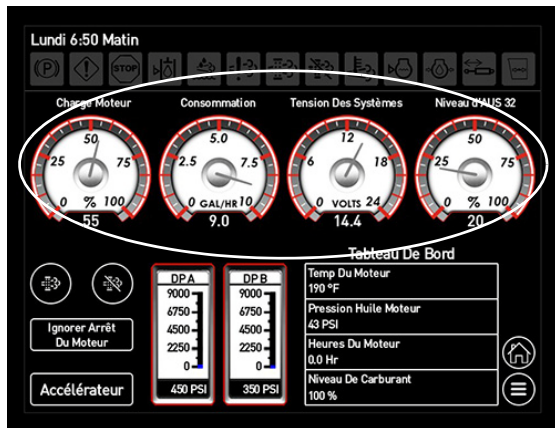 Lundi 6:50 Matin
(P) ! STOP
Charge Moteur Consommation Tension Des Systèmes Niveau d'AUS 32
50 5.0 12 50
25 75 2.5 7.5 6 18 25 75
0 % 100 0 GAL/HR 10 0 VOLTS 24 0 % 100
55 9.0 14.4 20
Tableau De Bord
DP A DP B
9000 9000
6750 6750
4500 4500
2250 2250
0 0
450 PSI 350 PSI
Ignorer Arrêt
Du Moteur
Accélérateur
Temp Du Moteur
190 °F
Pression Huile Moteur
43 PSI
Heures Du Moteur
0.0 Hr
Niveau De Carburant
100 %